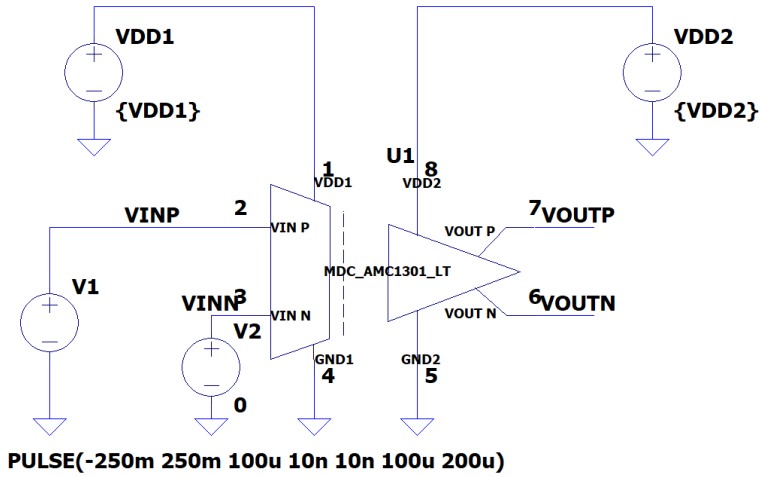 VDD1
{VDD1}
VDD2
{VDD2}
U1
1
VDD1
8
VDD2
VINP
2
VIN P
VOUT P
7
VOUTP
MDC_AMC1301_LT
V1
VINN
3
VIN N
V2
0
VOUT N
6
VOUTN
GND1
4
GND2
5
PULSE(-250m 250m 100u 10n 10n 100u 200u)